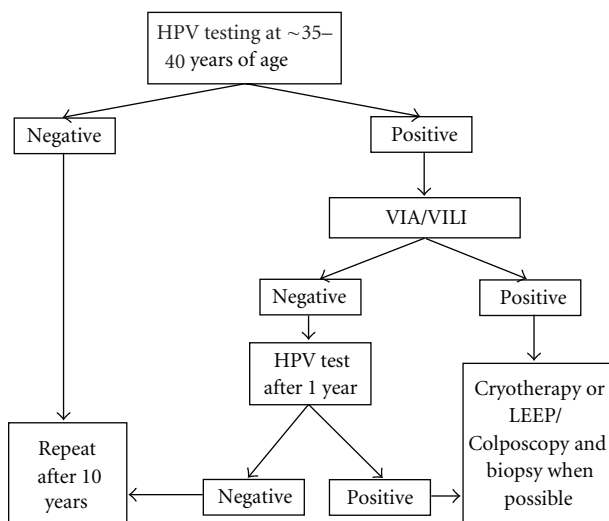 HPV testing at ~35–
40 years of age
Negative
Positive
VIA/VILI
Negative
Positive
HPV test
after 1 year
Cryotherapy or
LEEP/
Colposcopy and
biopsy when
possible
Repeat
after 10
years
Negative
Positive